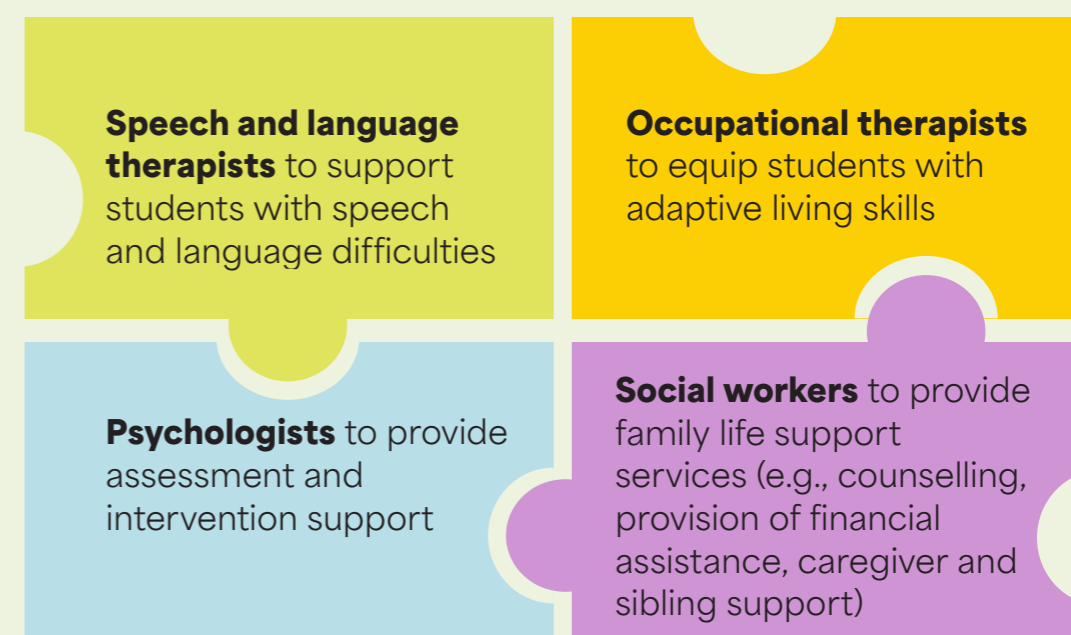 Speech and language
therapists to support
students with speech
and language difficulties
Occupational therapists
to equip students with
adaptive living skills
Psychologists to provide
assessment and
intervention support
Social workers to provide
family life support
services (e.g., counselling,
provision of financial
assistance, caregiver and
sibling support)